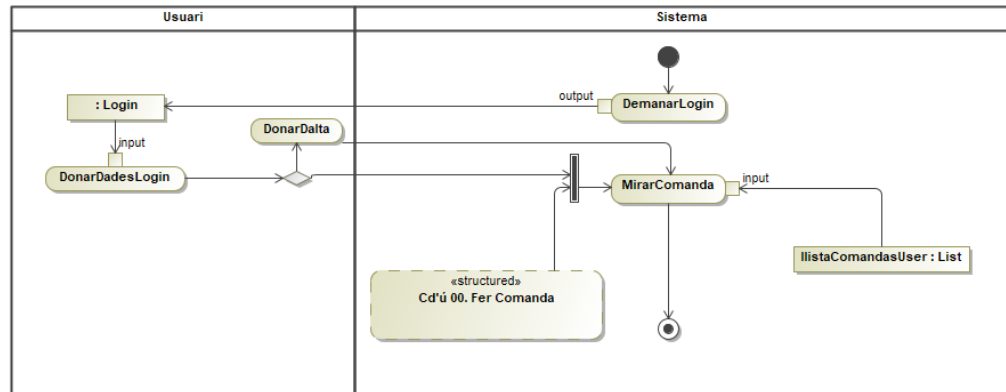 Usuari
Sistema
output
DemanarLogin
: Login
DonarDalta
input
DonarDadesLogin
MirarComanda
input
llistaComandasUser : List
«structured»
Cd'ú 00. Fer Comanda